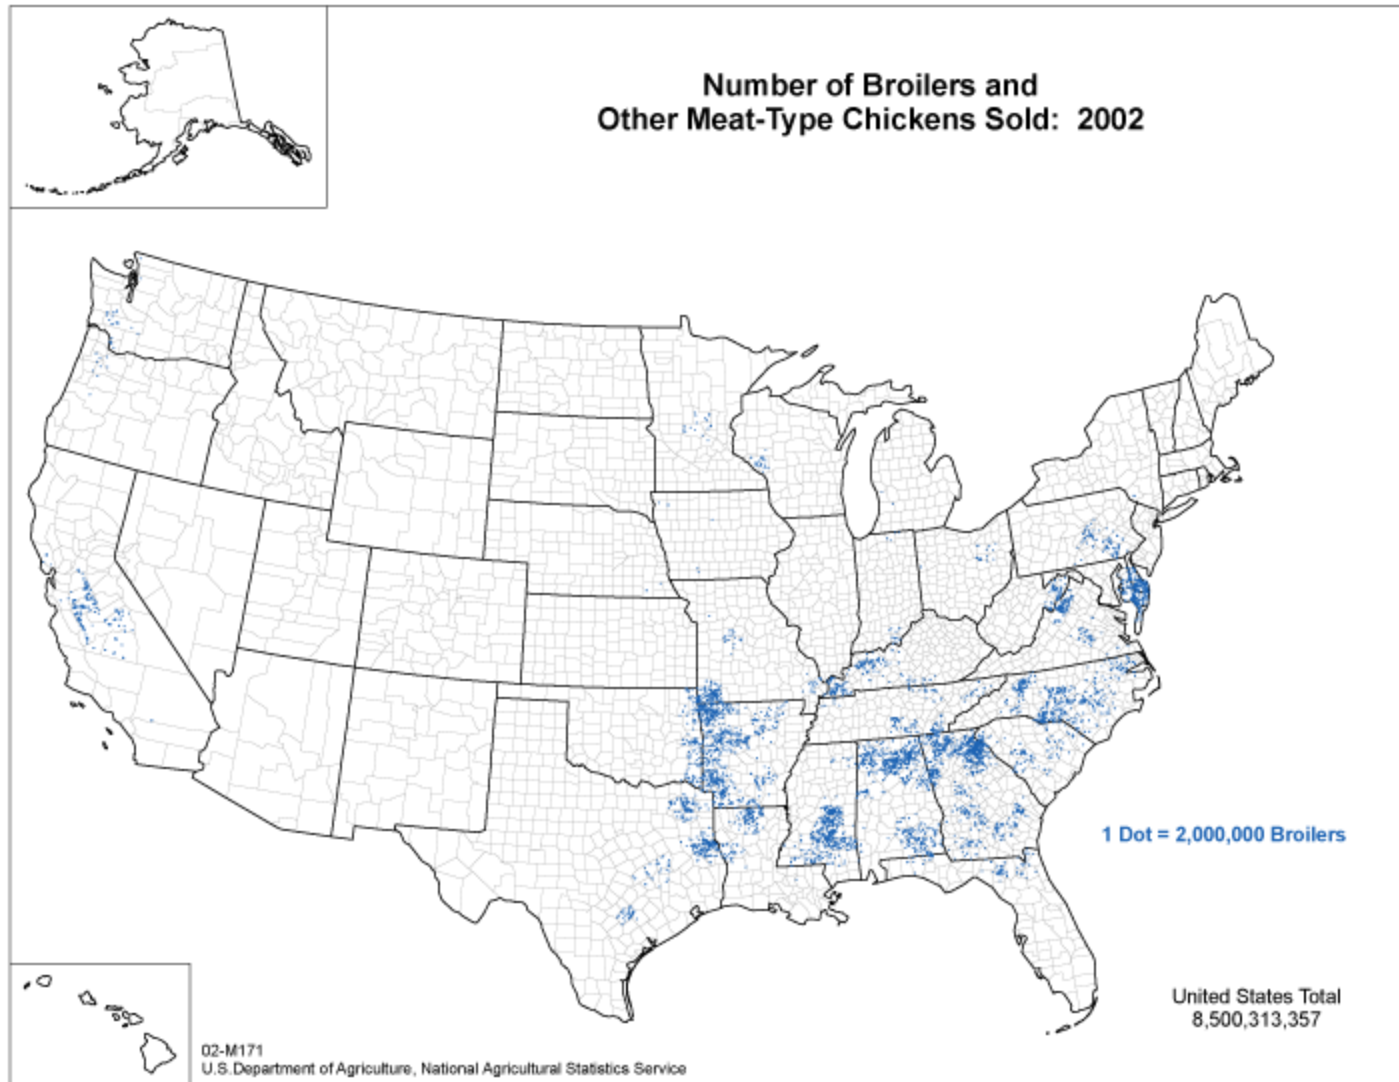 Number of Broilers and
Other Meat-Type Chickens Sold:  2002
1 Dot = 2,000,000 Broilers
United States Total
8,500,313,357
02-M171
U.S.Department of Agriculture, National Agricultural Statistics Service